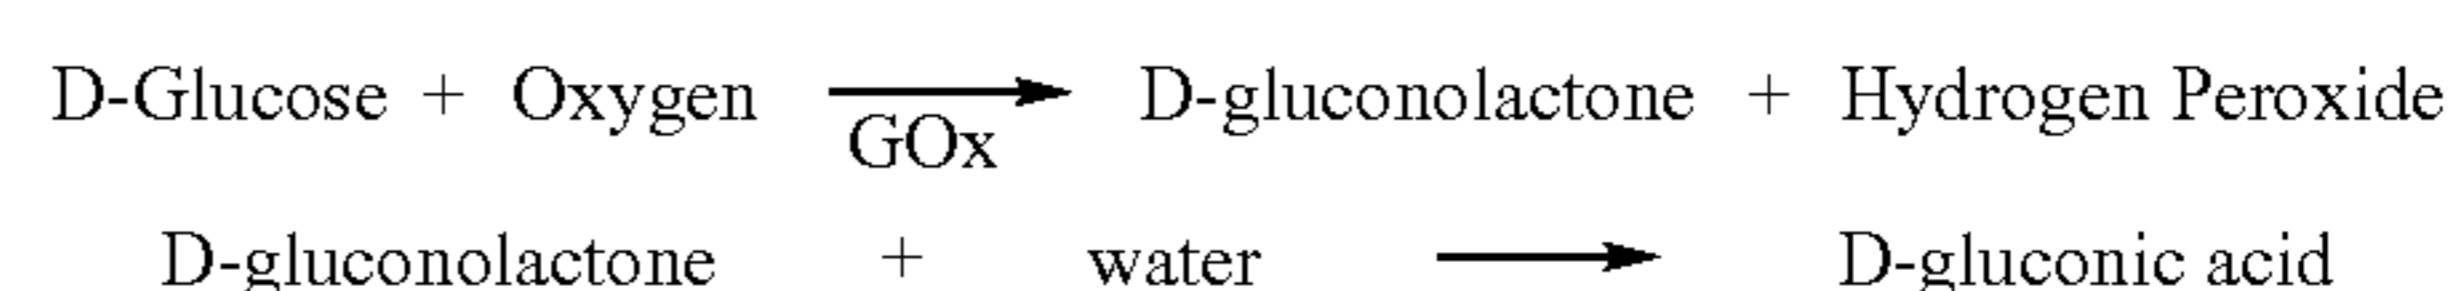 D-Glucose + Oxygen ⟶ D-gluconolactone + Hydrogen Peroxide
GOx
D-gluconolactone + water ⟶ D-gluconic acid